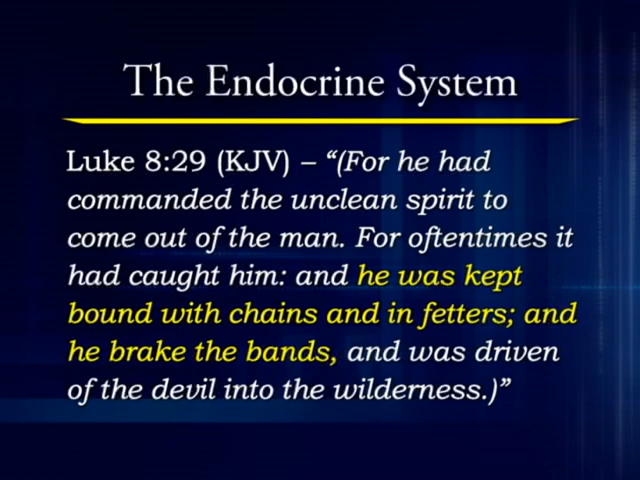 The Endocrine System
Luke 8:29 (KJV) – “(For he had
commanded the unclean spirit to
come out of the man. For oftentimes it
had caught him: and he was kept
bound with chains and in fetters; and
he brake the bands, and was driven
of the devil into the wilderness.)”